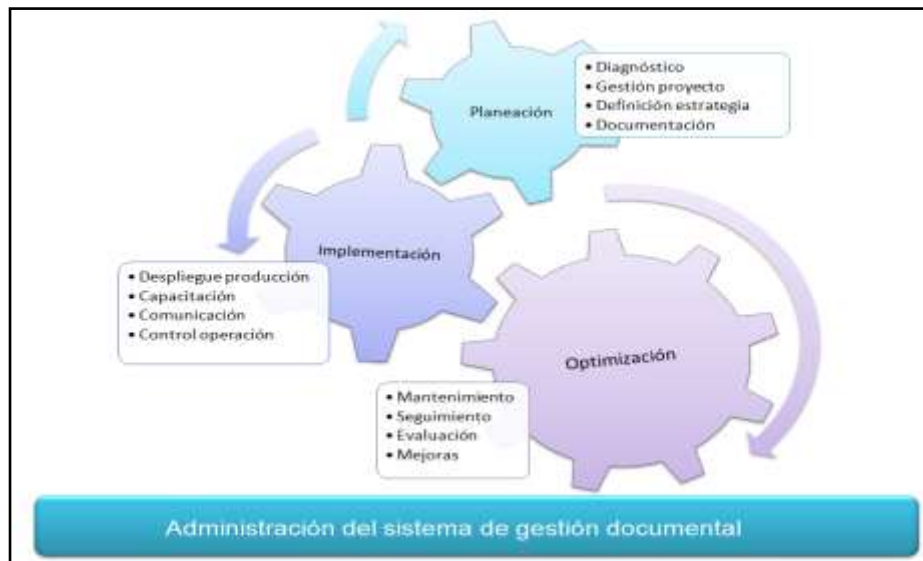 Planeación
• Diagnóstico
• Gestión proyecto
• Definición estrategia
• Documentación
Implementación
• Despliegue producción
• Capacitación
• Comunicación
• Control operación
Optimización
• Mantenimiento
• Seguimiento
• Evaluación
• Mejoras
Administración del sistema de gestión documental